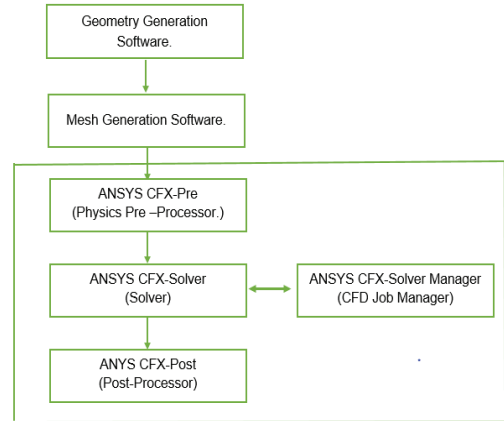 Geometry Generation
Software.
Mesh Generation Software.
ANSYS CFX-Pre
(Physics Pre –Processor.)
ANSYS CFX-Solver
(Solver)
ANSYS CFX-Solver Manager
(CFD Job Manager)
ANYS CFX-Post
(Post-Processor)